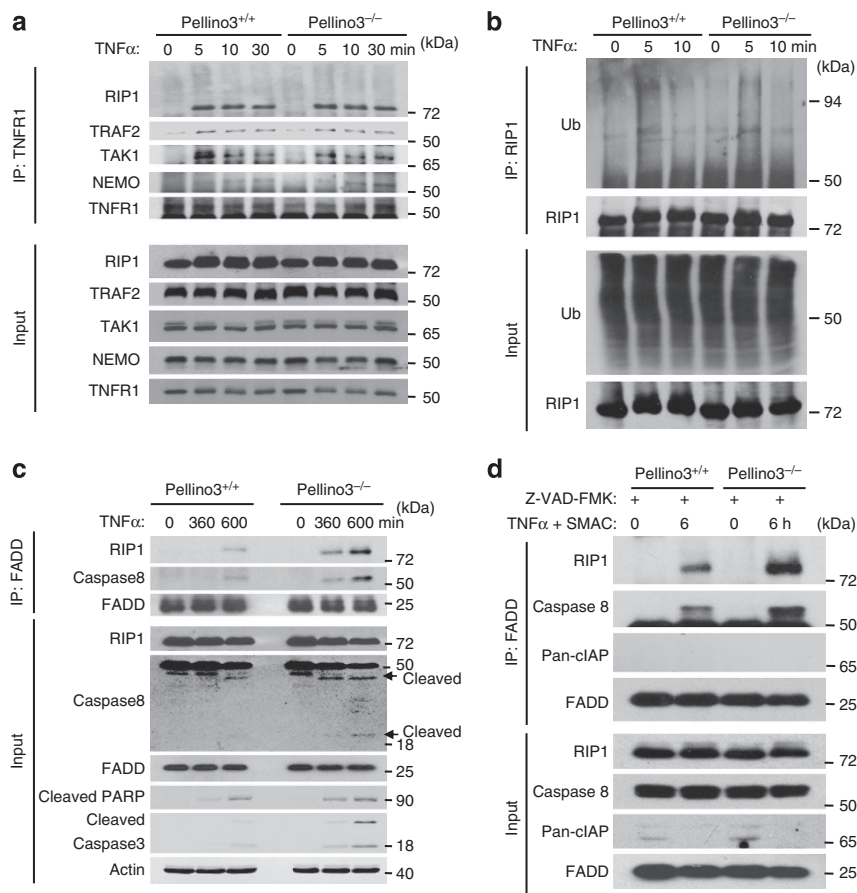 a
Pellino3+/+ Pellino3–/–
TNFα: 0 5 10 30 0 5 10 30 min (kDa)
IP: TNFR1
RIP1
72
TRAF2
50
TAK1
65
NEMO
50
TNFR1
50
Input
RIP1
72
TRAF2
50
TAK1
65
NEMO
50
TNFR1
50
b
Pellino3+/+ Pellino3–/–
TNFα: 0 5 10 0 5 10 min
(kDa)
IP: RIP1
94
Ub
50
RIP1
72
Input
Ub
50
RIP1
72
c
Pellino3+/+ Pellino3–/–
(kDa)
TNFα: 0 360 600 0 360 600 min
IP: FADD
RIP1
72
Caspase8
50
FADD
25
Input
RIP1
72
50
Cleaved
Caspase8
Cleaved
18
FADD
25
Cleaved PARP
90
Cleaved
Caspase3
18
Actin
40
d
Pellino3+/+ Pellino3–/–
Z-VAD-FMK: + + + +
TNFα + SMAC: 0 6 0 6 h (kDa)
IP: FADD
RIP1
72
Caspase 8
50
Pan-cIAP
65
FADD
25
Input
RIP1
72
Caspase 8
50
Pan-cIAP
65
FADD
25